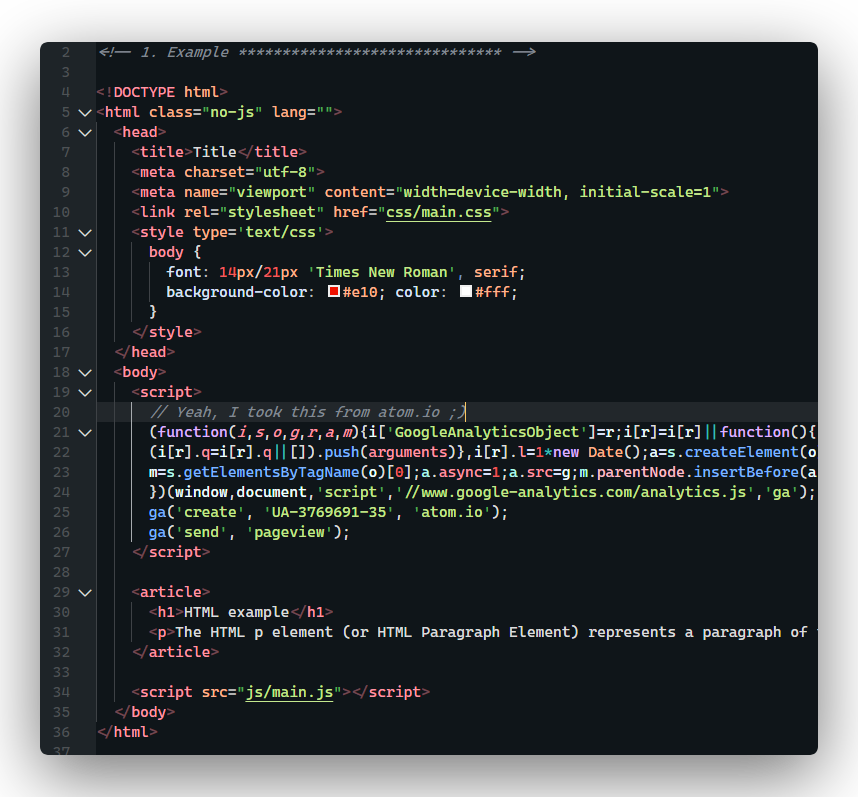 2 <!-- 1. Example ****************************** -->
3
4 <!DOCTYPE html>
5 <html class="no-js" lang="">
6 <head>
7 <title>Title</title>
8 <meta charset="utf-8">
9 <meta name="viewport" content="width=device-width, initial-scale=1">
10 <link rel="stylesheet" href="css/main.css">
11 <style type='text/css'>
12 body {
13 font: 14px/21px 'Times New Roman', serif;
14 background-color: #e10; color: #fff;
15 }
16 </style>
17 </head>
18 <body>
19 <script>
20 // Yeah, I took this from atom.io ;)
21 (function(i,s,o,g,r,a,m){i['GoogleAnalyticsObject']=r;i[r]=i[r]||function(){
22 (i[r].q=i[r].q||[]).push(arguments)},i[r].l=1*new Date();a=s.createElement(o
23 m=s.getElementsByTagName(o)[0];a.async=1;a.src=g;m.parentNode.insertBefore(a
24 })(window,document,'script','//www.google-analytics.com/analytics.js','ga');
25 ga('create', 'UA-3769691-35', 'atom.io');
26 ga('send', 'pageview');
27 </script>
28
29 <article>
30 <h1>HTML example</h1>
31 <p>The HTML p element (or HTML Paragraph Element) represents a paragraph of
32 </article>
33
34 <script src="js/main.js"></script>
35 </body>
36 </html>
37